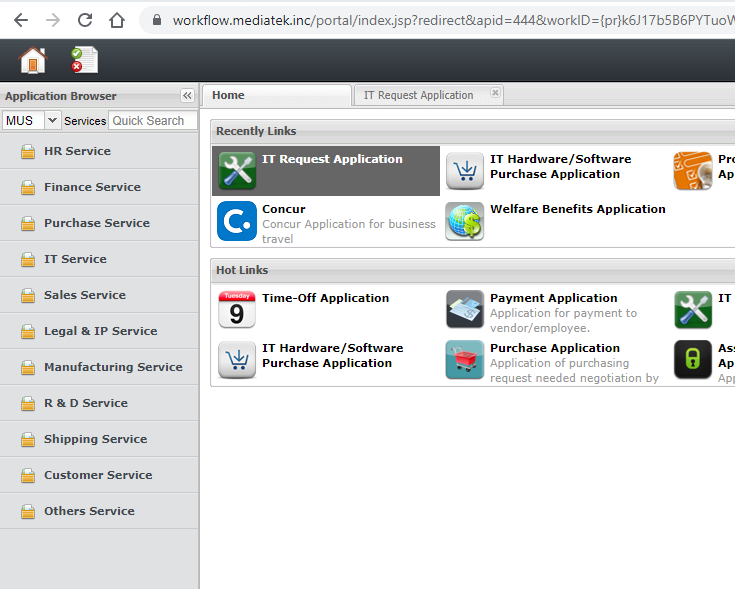 workflow.mediatek.inc/portal/index.jsp?redirect&apid=444&workID={pr}k6J17b5B6PYTuoW
Application Browser
MUS Services Quick Search
HR Service
Finance Service
Purchase Service
IT Service
Sales Service
Legal & IP Service
Manufacturing Service
R & D Service
Shipping Service
Customer Service
Others Service
Home
IT Request Application
Recently Links
IT Request Application
IT Hardware/Software
Purchase Application
Pro
Ap
Concur
Concur Application for business
travel
Welfare Benefits Application
Hot Links
Tuesday
9
Time-Off Application
Payment Application
Application for payment to
vendor/employee.
IT
IT Hardware/Software
Purchase Application
Purchase Application
Application of purchasing
request needed negotiation by
Ass
Ap
App